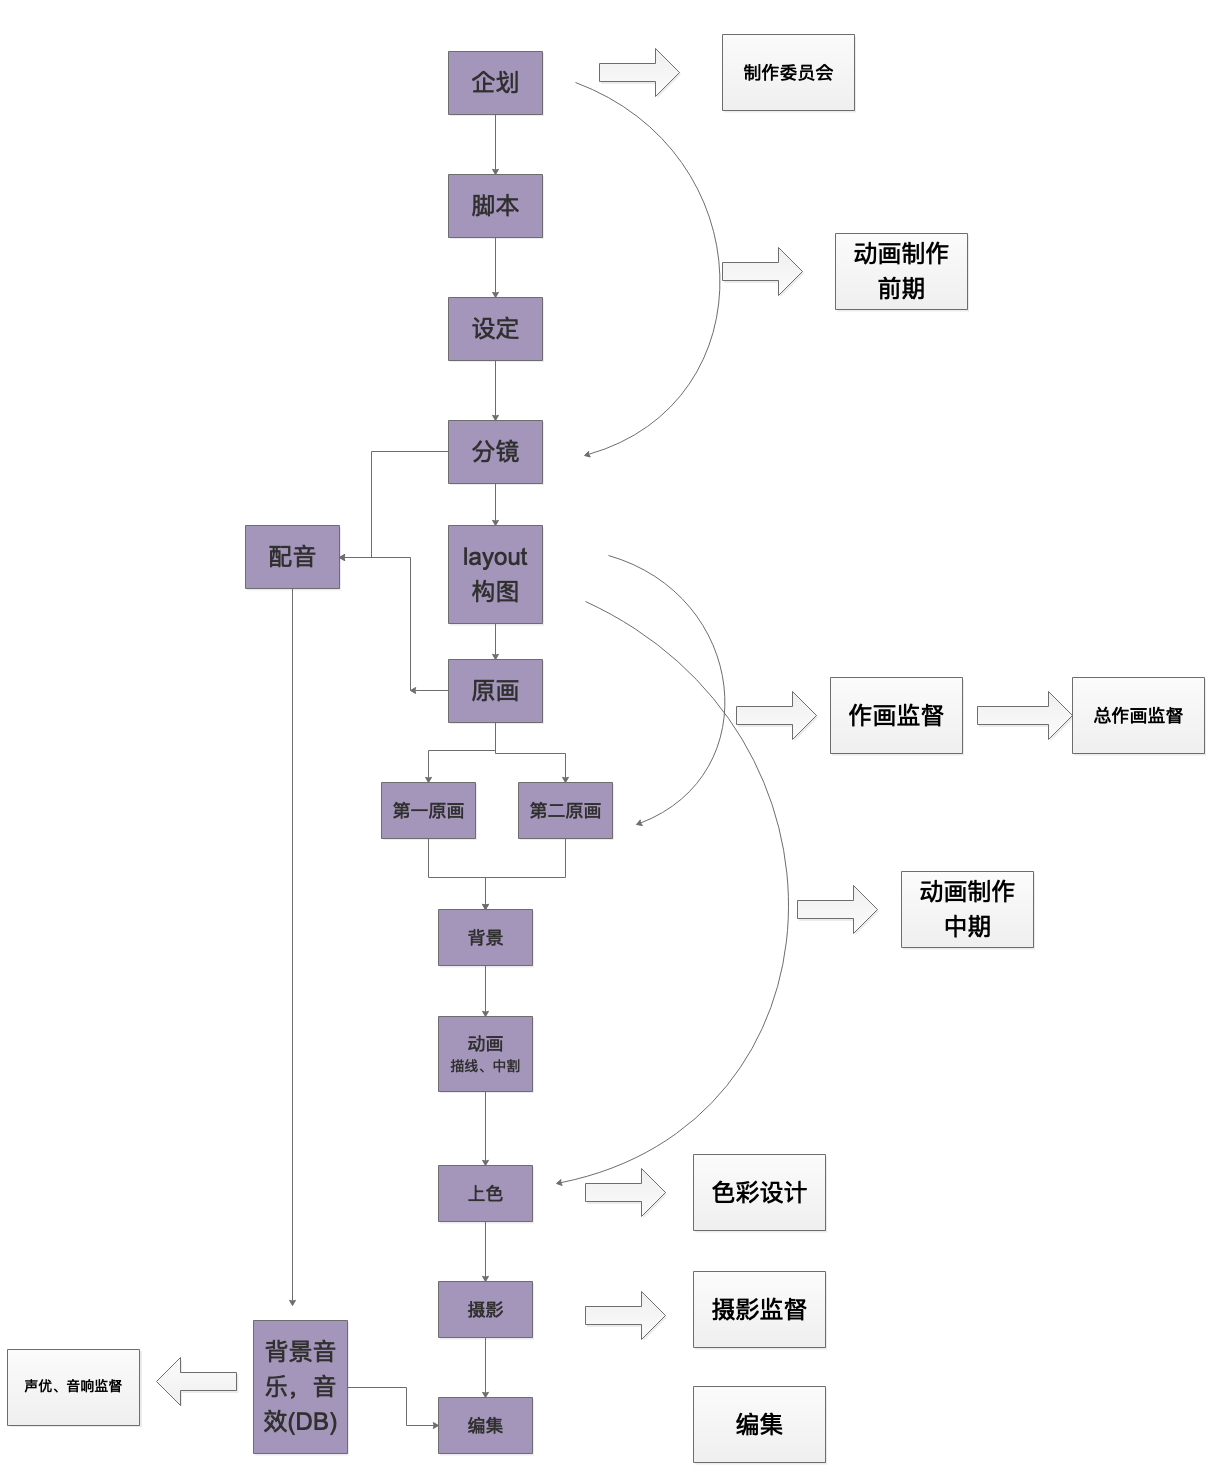 企划
制作委员会
脚本
动画制作
前期
设定
分镜
配音
layout
构图
原画
作画监督
总作画监督
第一原画
第二原画
动画制作
中期
背景
动画
描线、中割
上色
色彩设计
摄影
摄影监督
背景音
乐，音
效(DB)
声优、音响监督
编集
编集